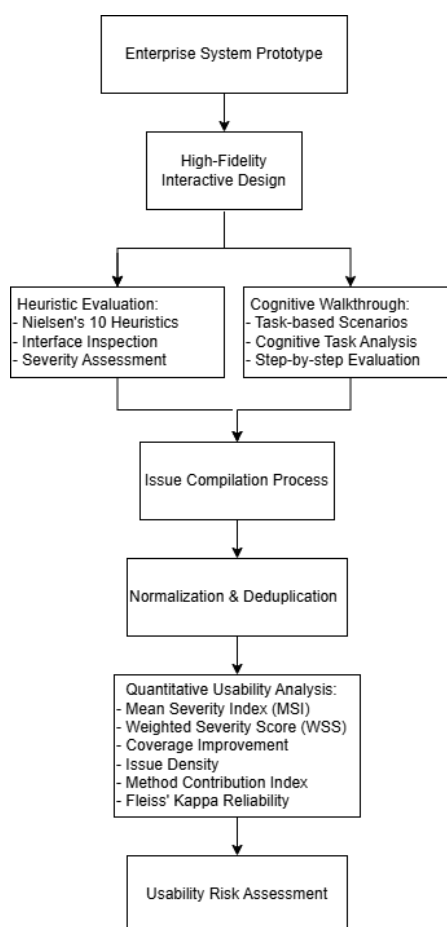 Enterprise System Prototype
High-Fidelity
Interactive Design
Heuristic Evaluation:
- Nielsen's 10 Heuristics
- Interface Inspection
- Severity Assessment
Cognitive Walkthrough:
- Task-based Scenarios
- Cognitive Task Analysis
- Step-by-step Evaluation
Issue Compilation Process
Normalization & Deduplication
Quantitative Usability Analysis:
- Mean Severity Index (MSI)
- Weighted Severity Score (WSS)
- Coverage Improvement
- Issue Density
- Method Contribution Index
- Fleiss' Kappa Reliability
Usability Risk Assessment